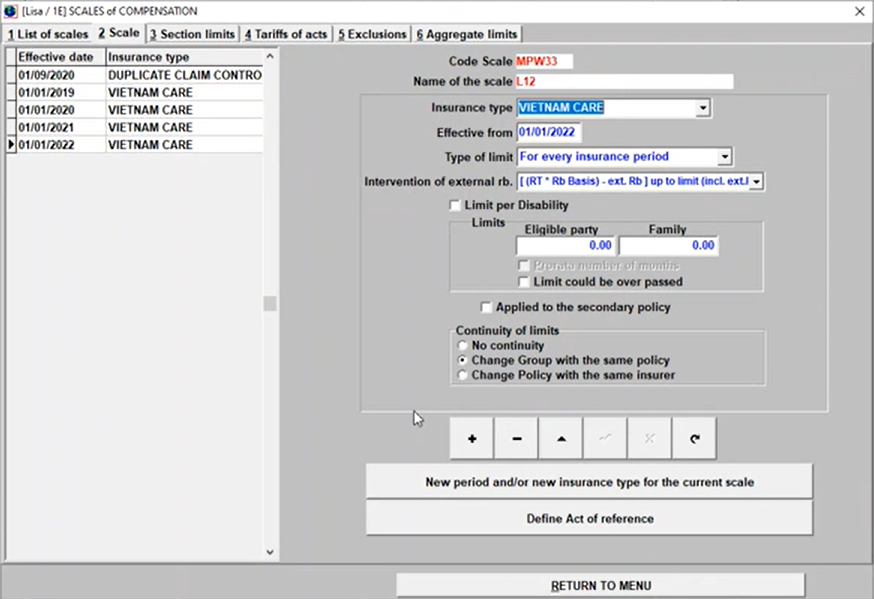 [Lisa / 1E] SCALES of COMPENSATION
1 List of scales 2 Scale 3 Section limits 4 Tariffs of acts 5 Exclusions 6 Aggregate limits
Effective date Insurance type
01/09/2020 DUPLICATE CLAIM CONTRO
01/01/2019 VIETNAM CARE
01/01/2020 VIETNAM CARE
01/01/2021 VIETNAM CARE
01/01/2022 VIETNAM CARE
Code Scale MPW33
Name of the scale L12
Insurance type VIETNAM CARE
Effective from 01/01/2022
Type of limit For every insurance period
Intervention of external rb. [ (RT * Rb Basis) - ext. Rb ] up to limit (incl. ext.
Limit per Disability
Limits
Eligible party Family
0.00 0.00
Prorata number of months
Limit could be over passed
Applied to the secondary policy
Continuity of limits
No continuity
Change Group with the same policy
Change Policy with the same insurer
New period and/or new insurance type for the current scale
Define Act of reference
RETURN TO MENU